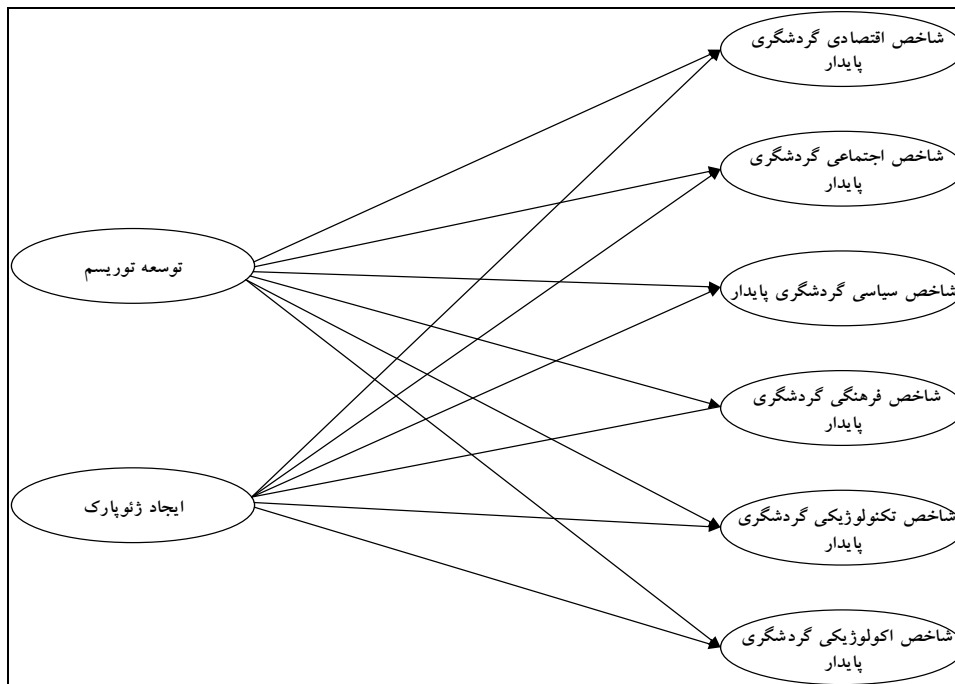 شاخص اقتصادی گردشگری
پایدار
شاخص اجتماعی گردشگری
پایدار
توسعه توریسم
شاخص سیاسی گردشگری پایدار
شاخص فرهنگی گردشگری
پایدار
ایجاد ژئوپارک
شاخص تکنولوژیکی گردشگری
پایدار
شاخص اکولوژیکی گردشگری
پایدار